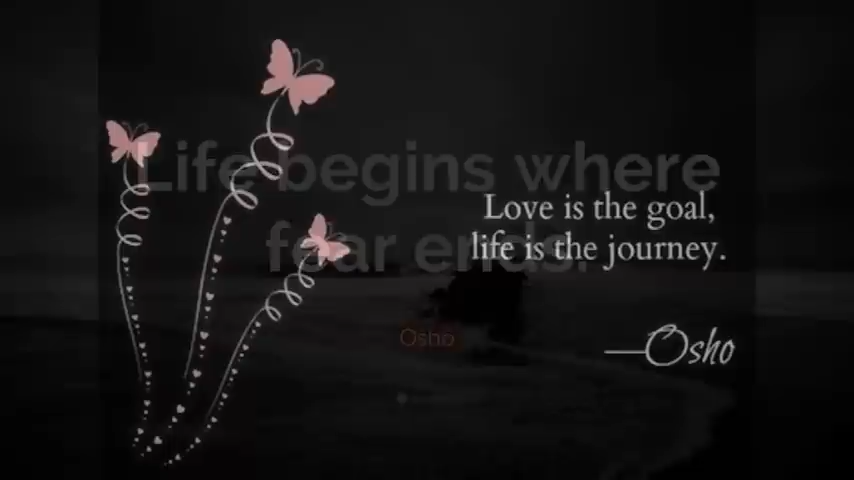 Life begins where
fear ends.
Osho
Love is the goal,
life is the journey.
—Osho